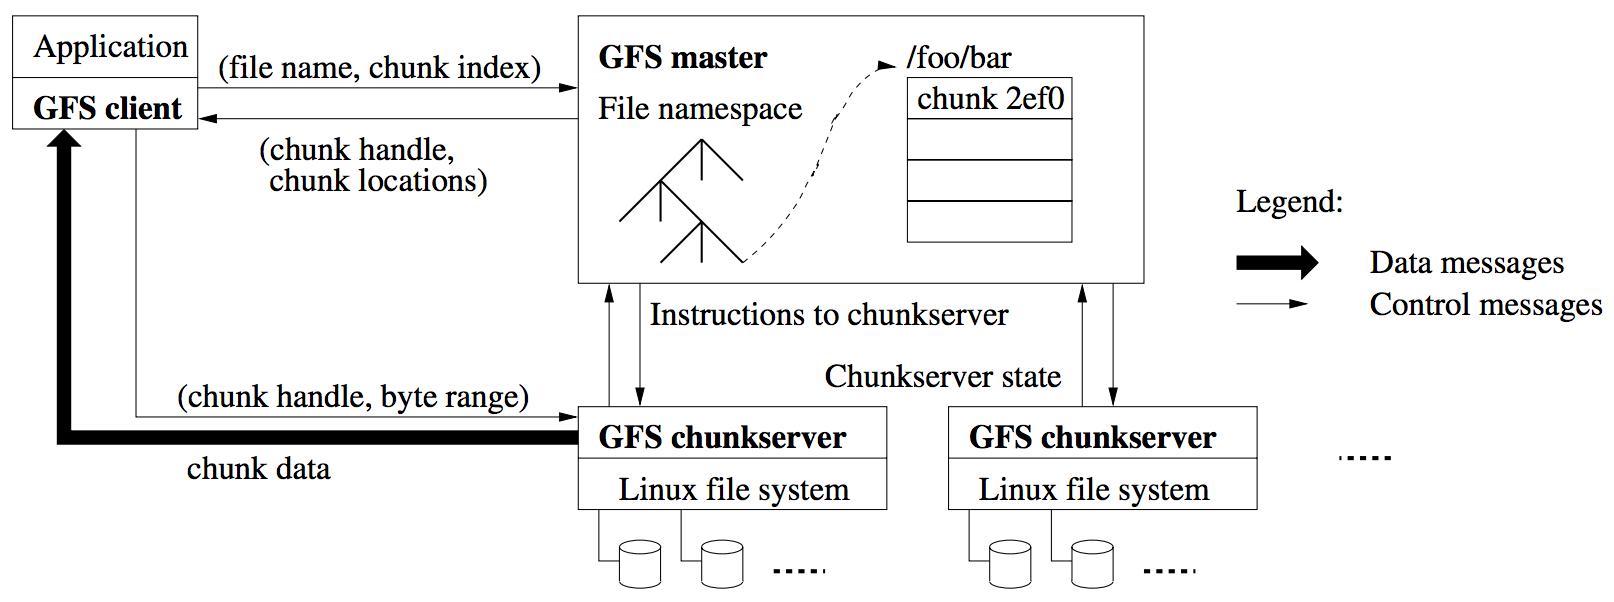 Application
GFS client
(file name, chunk index)
(chunk handle,
chunk locations)
GFS master
File namespace
/foo/bar
chunk 2ef0
Legend:
Data messages
Control messages
Instructions to chunkserver
Chunkserver state
(chunk handle, byte range)
chunk data
GFS chunkserver
Linux file system
GFS chunkserver
Linux file system